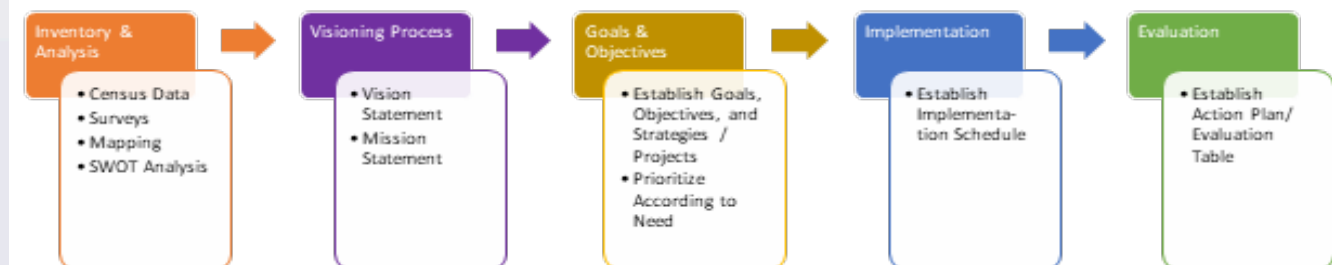 Inventory &
Analysis
• Census Data
• Surveys
• Mapping
• SWOT Analysis
Visioning Process
• Vision
Statement
• Mission
Statement
Goals &
Objectives
• Establish Goals,
Objectives, and
Strategies /
Projects
• Prioritize
According to
Need
Implementation
• Establish
Implementa-
tion Schedule
Evaluation
• Establish
Action Plan/
Evaluation
Table